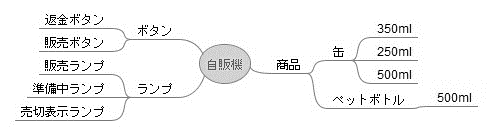 自販機
ボタン
返金ボタン
販売ボタン
ランプ
販売ランプ
準備中ランプ
売切表示ランプ
商品
缶
350ml
250ml
500ml
ペットボトル
500ml